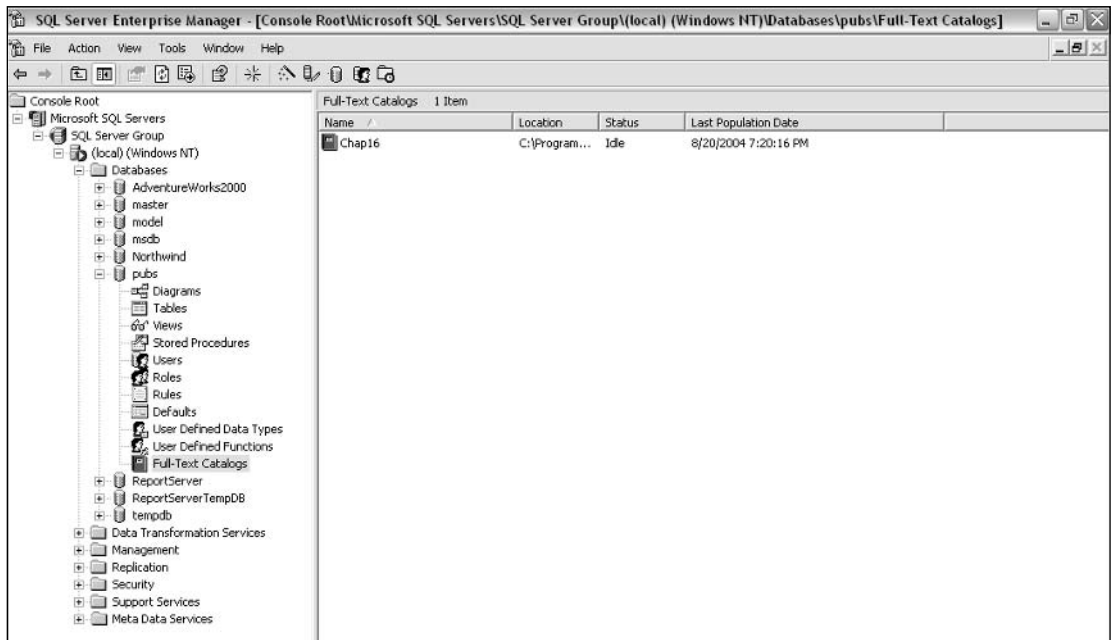 SQL Server Enterprise Manager - [Console Root\Microsoft SQL Servers\SQL Server Group\(local) (Windows NT)\Databases\pubs\Full-Text Catalogs]
File Action View Tools Window Help
Console Root
Microsoft SQL Servers
SQL Server Group
(local) (Windows NT)
Databases
AdventureWorks2000
master
model
msdb
Northwind
pubs
Diagrams
Tables
Views
Stored Procedures
Users
Roles
Rules
Defaults
User Defined Data Types
User Defined Functions
Full-Text Catalogs
ReportServer
ReportServerTempDB
tempdb
Data Transformation Services
Management
Replication
Security
Support Services
Meta Data Services
Full-Text Catalogs 1 Item
Name Location Status Last Population Date
Chap16 C:\Program... Idle 8/20/2004 7:20:16 PM